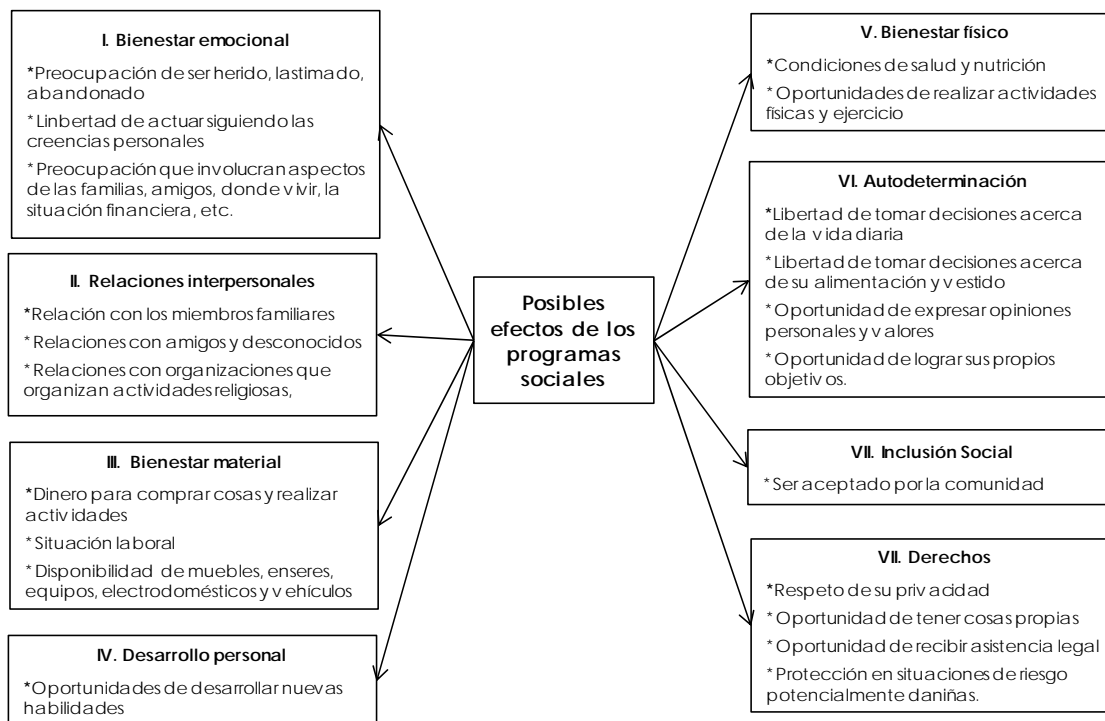 I. Bienestar emocional
*Preocupación de ser herido, lastimado,
abandonado
* Linbertad de actuar siguiendo las
creencias personales
* Preocupación que involucran aspectos
de las familias, amigos, donde vivir, la
situación financiera, etc.
II. Relaciones interpersonales
*Relación con los miembros familiares
* Relaciones con amigos y desconocidos
* Relaciones con organizaciones que
organizan actividades religiosas,
III. Bienestar material
*Dinero para comprar cosas y realizar
actividades
* Situación laboral
* Disponibilidad de muebles, enseres,
equipos, electrodomésticos y vehículos
IV. Desarrollo personal
*Oportunidades de desarrollar nuevas
habilidades
Posibles
efectos de los
programas
sociales
V. Bienestar físico
*Condiciones de salud y nutrición
* Oportunidades de realizar actividades
físicas y ejercicio
VI. Autodeterminación
*Libertad de tomar decisiones acerca
de la vida diaria
*Libertad de tomar decisiones acerca
de su alimentación y vestido
* Oportunidad de expresar opiniones
personales y valores
* Oportunidad de lograr sus propios
objetivos.
VII. Inclusión Social
* Ser aceptado por la comunidad
VII. Derechos
*Respeto de su privacidad
* Oportunidad de tener cosas propias
* Oportunidad de recibir asistencia legal
* Protección en situaciones de riesgo
potencialmente daniñas.